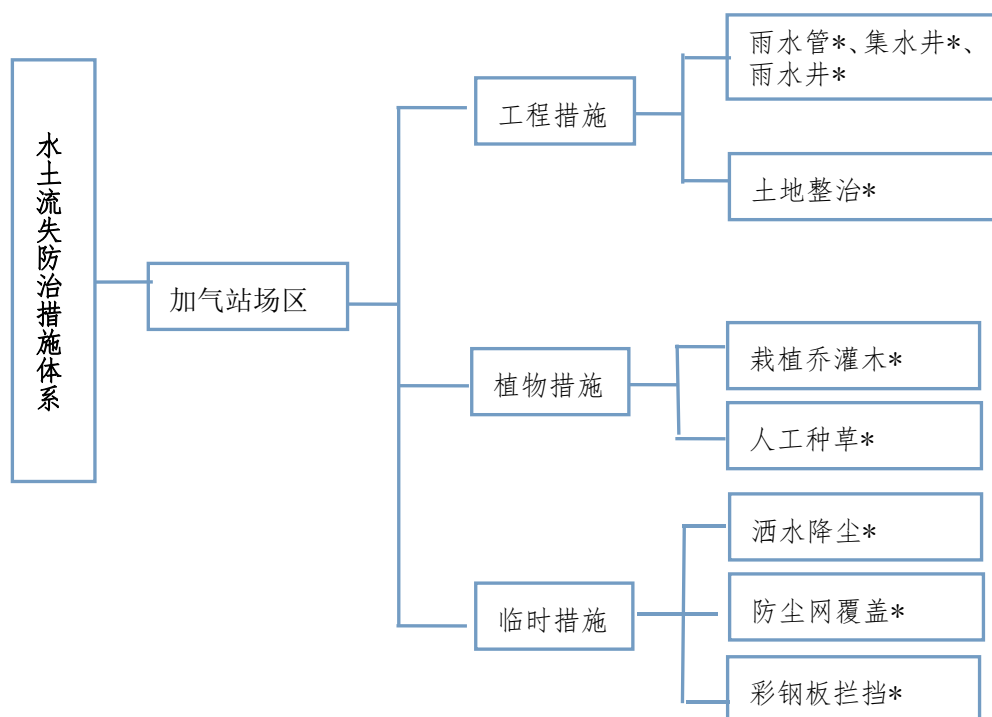 水土流失防治措施体系
加气站场区
工程措施
雨水管*、集水井*、
雨水井*
土地整治*
植物措施
栽植乔灌木*
人工种草*
临时措施
洒水降尘*
防尘网覆盖*
彩钢板拦挡*